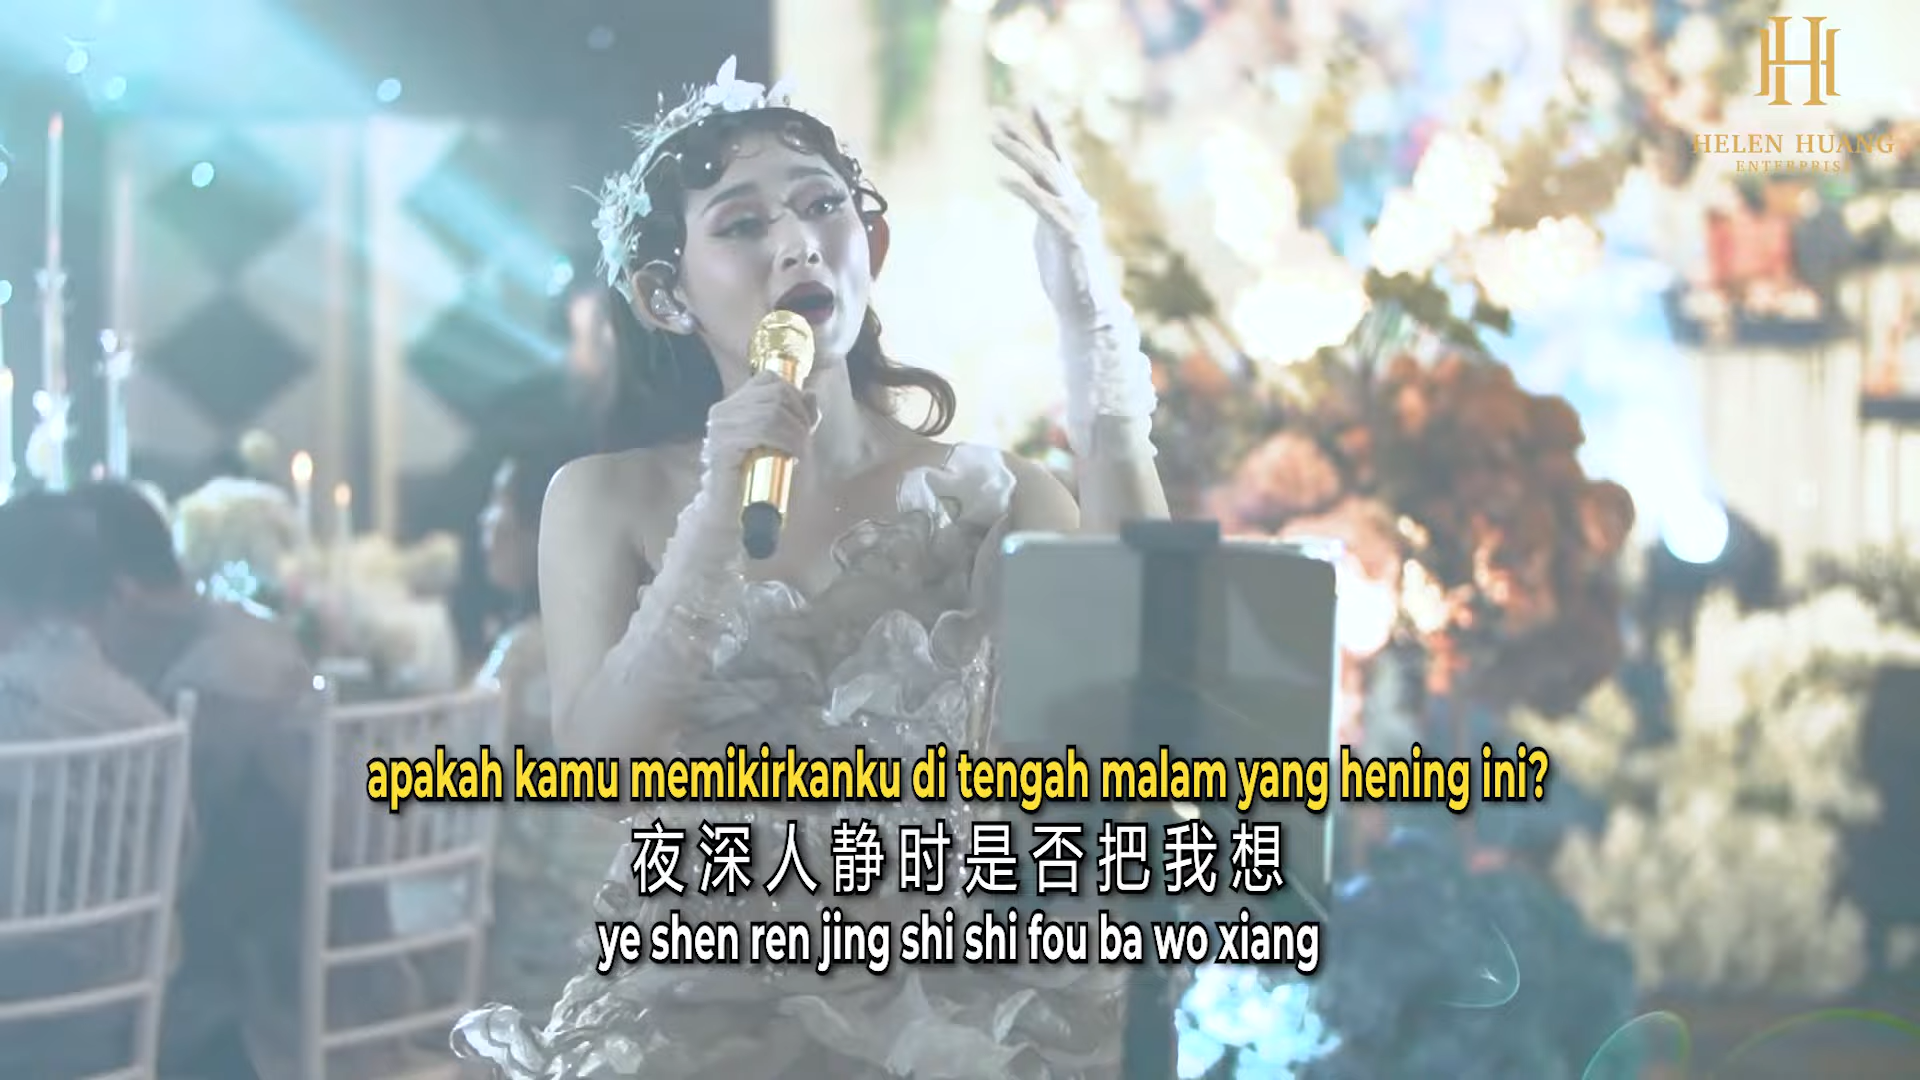 HELEN HUANG
ENTERPRISE
apakah kamu memikirkanku di tengah malam yang hening ini?
夜深人静时是否把我想
ye shen ren jing shi shi fou ba wo xiang